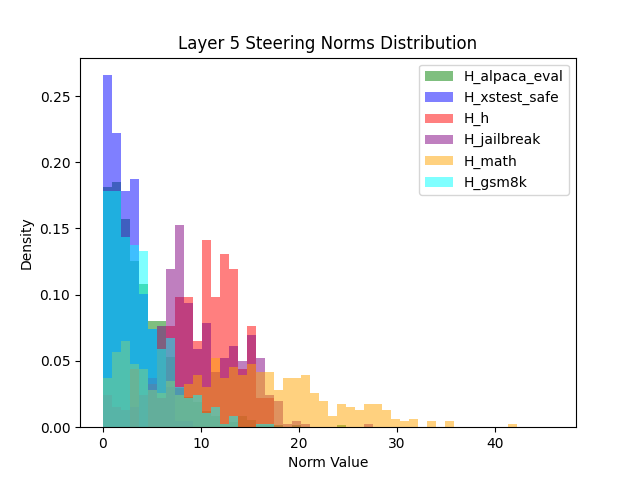 Layer 5 Steering Norms Distribution
H_alpaca_eval
H_xstest_safe
H_h
H_jailbreak
H_math
H_gsm8k
0.25
0.20
0.15
0.10
0.05
0.00
Density
0 10 20 30 40
Norm Value